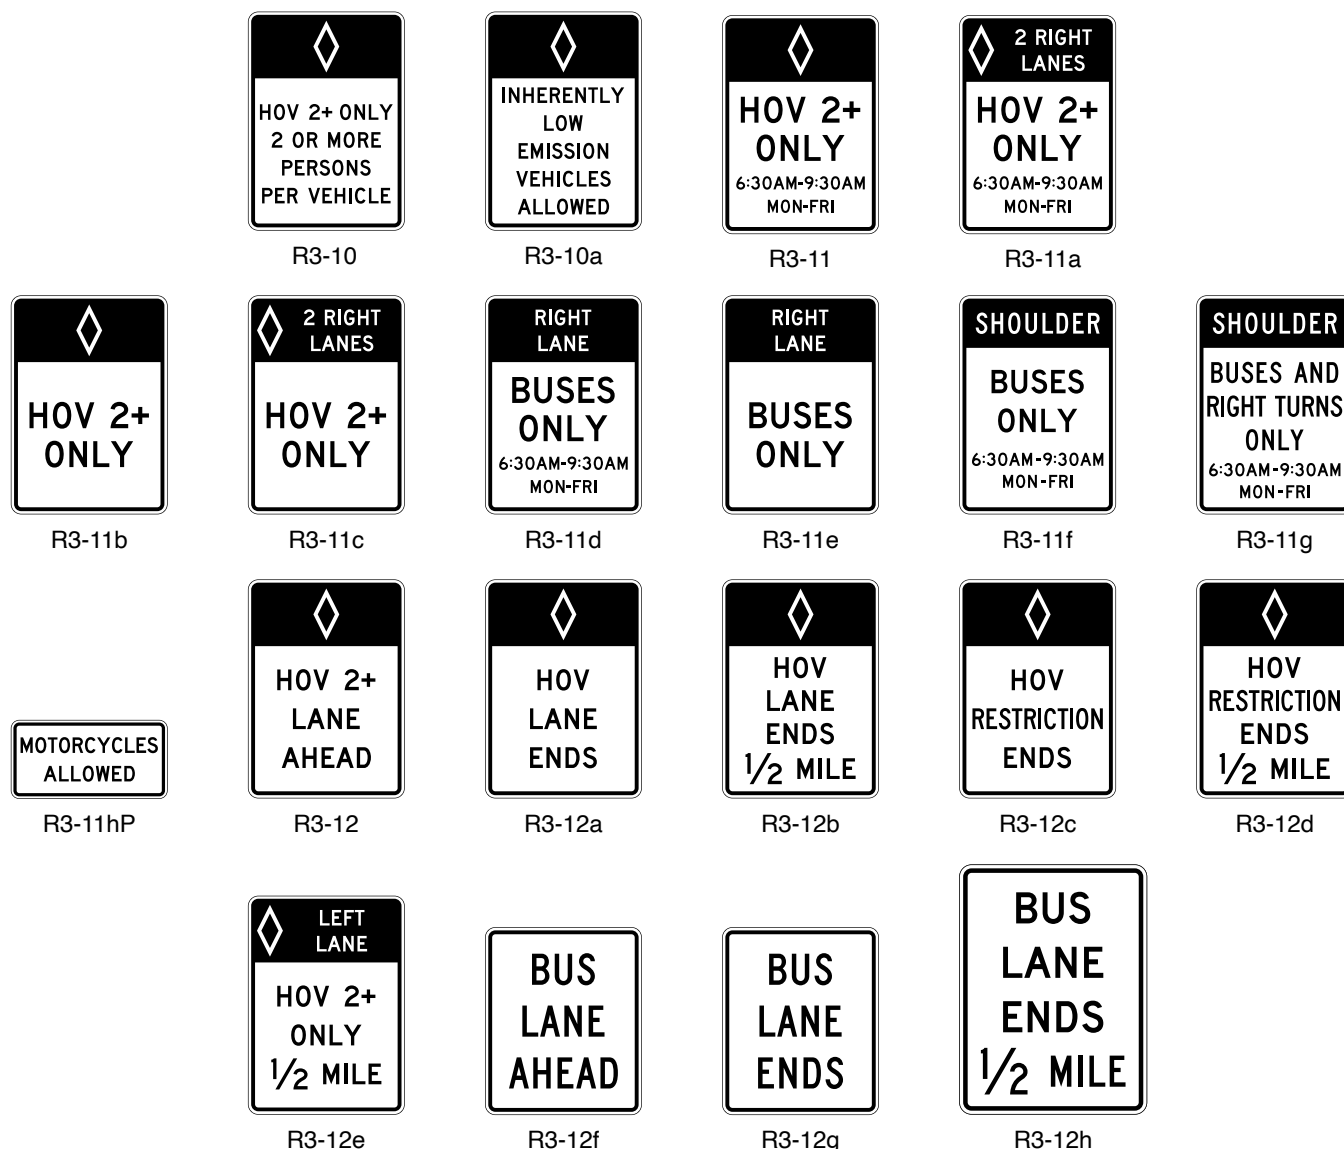 HOV 2+ ONLY
2 OR MORE
PERSONS
PER VEHICLE
R3-10
INHERENTLY
LOW
EMISSION
VEHICLES
ALLOWED
R3-10a
HOV 2+
ONLY
6:30AM-9:30AM
MON-FRI
R3-11
2 RIGHT
LANES
HOV 2+
ONLY
6:30AM-9:30AM
MON-FRI
R3-11a
HOV 2+
ONLY
R3-11b
2 RIGHT
LANES
HOV 2+
ONLY
R3-11c
RIGHT
LANE
BUSES
ONLY
6:30AM-9:30AM
MON-FRI
R3-11d
RIGHT
LANE
BUSES
ONLY
R3-11e
SHOULDER
BUSES
ONLY
6:30AM-9:30AM
MON-FRI
R3-11f
SHOULDER
BUSES AND
RIGHT TURNS
ONLY
6:30AM-9:30AM
MON-FRI
R3-11g
MOTORCYCLES
ALLOWED
R3-11hP
HOV 2+
LANE
AHEAD
R3-12
HOV
LANE
ENDS
R3-12a
HOV
LANE
ENDS
1/2 MILE
R3-12b
HOV
RESTRICTION
ENDS
R3-12c
HOV
RESTRICTION
ENDS
1/2 MILE
R3-12d
LEFT
LANE
HOV 2+
ONLY
1/2 MILE
R3-12e
BUS
LANE
AHEAD
R3-12f
BUS
LANE
ENDS
R3-12g
BUS
LANE
ENDS
1/2 MILE
R3-12h